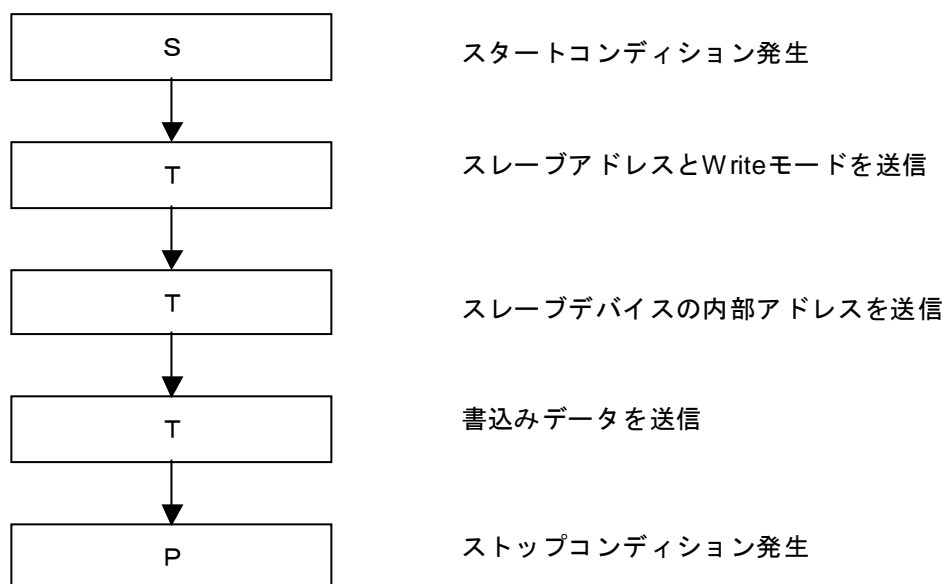 S
スタートコンディション発生
T
スレーブアドレスとWriteモードを送信
T
スレーブデバイスの内部アドレスを送信
T
書込みデータを送信
P
ストップコンディション発生